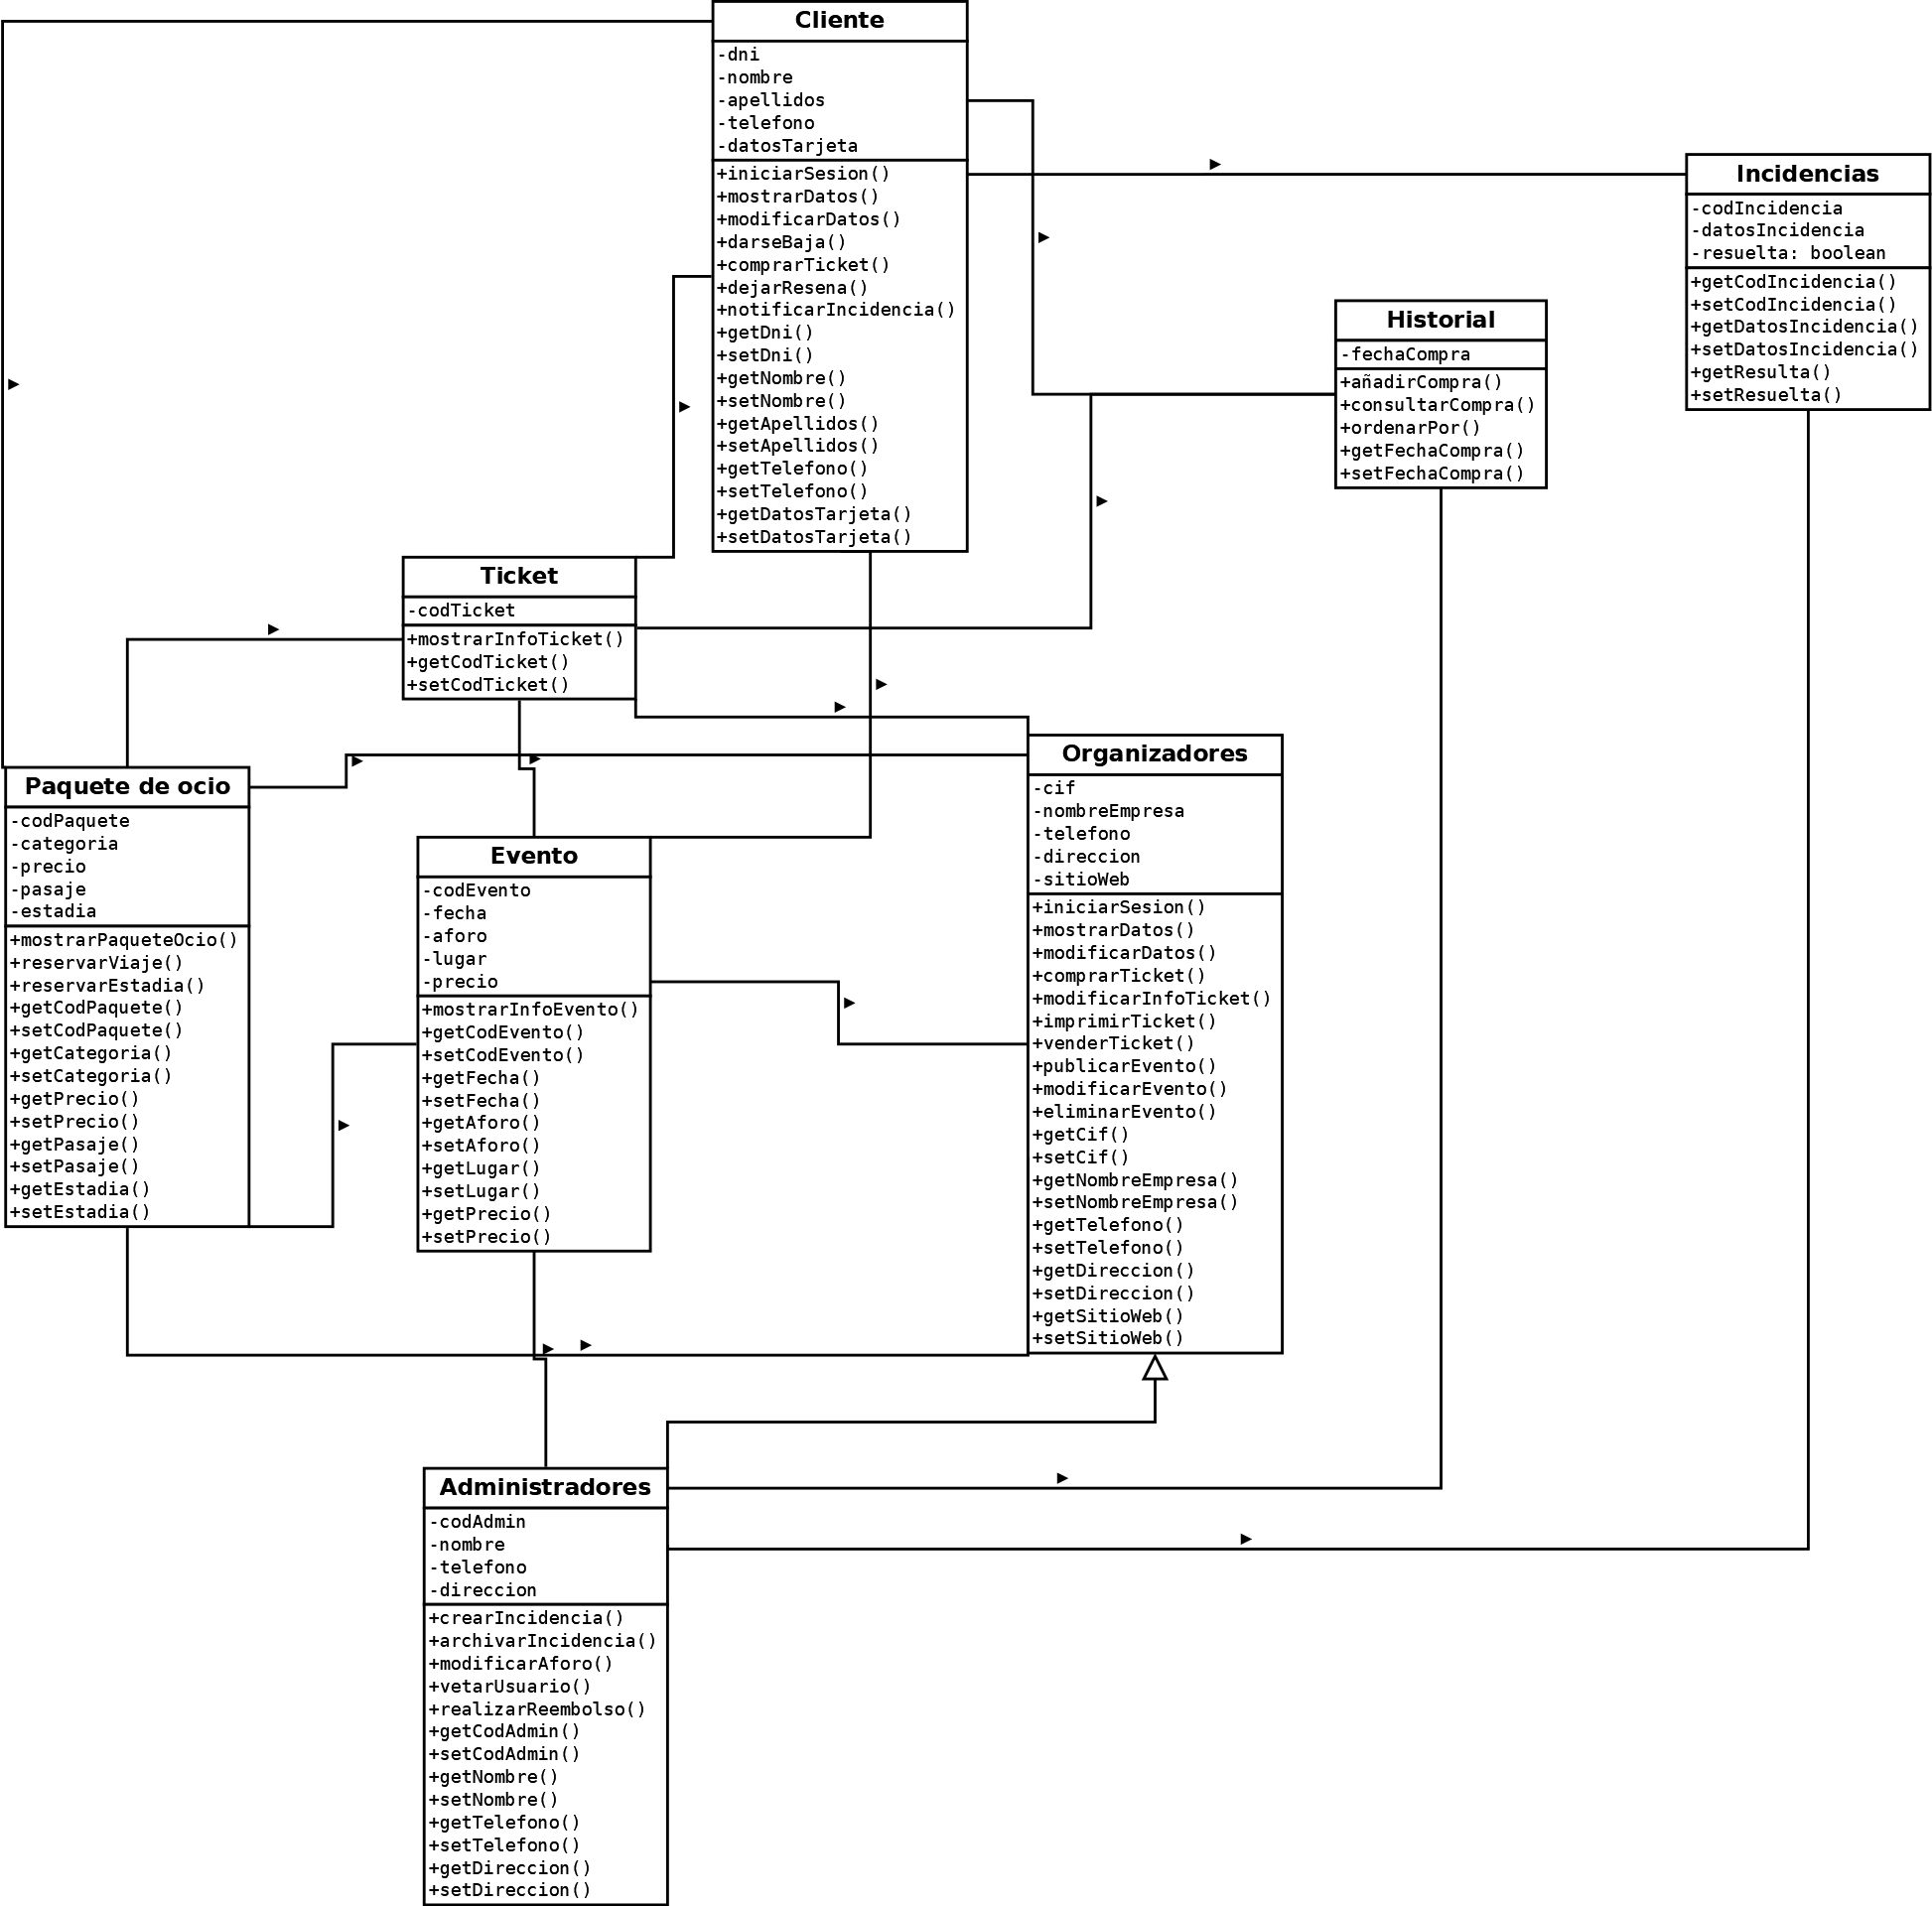 Cliente
-dni
-nombre
-apellidos
-telefono
-datosTarjeta
+iniciarSesion()
+mostrarDatos()
+modificarDatos()
+darseBaja()
+comprarTicket()
+dejarResena()
+notificarIncidencia()
+getDni()
+setDni()
+getNombre()
+setNombre()
+getApellidos()
+setApellidos()
+getTelefono()
+setTelefono()
+getDatosTarjeta()
+setDatosTarjeta()
Incidencias
-codIncidencia
-datosIncidencia
-resuelta: boolean
+getCodIncidencia()
+setCodIncidencia()
+getDatosIncidencia()
+setDatosIncidencia()
+getResulta()
+setResuelta()
Historial
-fechaCompra
+añadirCompra()
+consultarCompra()
+ordenarPor()
+getFechaCompra()
+setFechaCompra()
Ticket
-codTicket
+mostrarInfoTicket()
+getCodTicket()
+setCodTicket()
Paquete de ocio
-codPaquete
-categoria
-precio
-pasaje
-estadia
+mostrarPaqueteOcio()
+reservarViaje()
+reservarEstadia()
+getCodPaquete()
+setCodPaquete()
+getCategoria()
+setCategoria()
+getPrecio()
+setPrecio()
+getPasaje()
+setPasaje()
+getEstadia()
+setEstadia()
Evento
-codEvento
-fecha
-aforo
-lugar
-precio
+mostrarInfoEvento()
+getCodEvento()
+setCodEvento()
+getFecha()
+setFecha()
+getAforo()
+setAforo()
+getLugar()
+setLugar()
+getPrecio()
+setPrecio()
Organizadores
-cif
-nombreEmpresa
-telefono
-direccion
-sitioWeb
+iniciarSesion()
+mostrarDatos()
+modificarDatos()
+comprarTicket()
+modificarInfoTicket()
+imprimirTicket()
+venderTicket()
+publicarEvento()
+modificarEvento()
+eliminarEvento()
+getCif()
+setCif()
+getNombreEmpresa()
+setNombreEmpresa()
+getTelefono()
+setTelefono()
+getDireccion()
+setDireccion()
+getSitioWeb()
+setSitioWeb()
Administradores
-codAdmin
-nombre
-telefono
-direccion
+crearIncidencia()
+archivarIncidencia()
+modificarAforo()
+vetarUsuario()
+realizarReembolso()
+getCodAdmin()
+setCodAdmin()
+getNombre()
+setNombre()
+getTelefono()
+setTelefono()
+getDireccion()
+setDireccion()